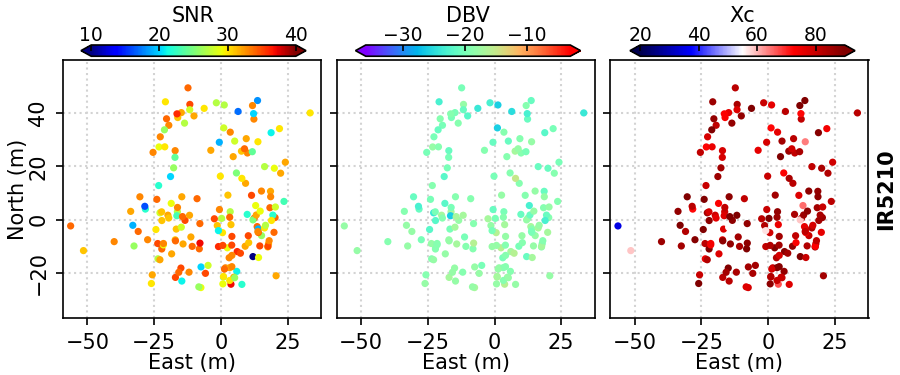 SNR DBV Xc
10 20 30 40 −30 −20 −10 20 40 60 80
North (m)
40
20
0
−20
IR5210
−50 −25 0 25 −50 −25 0 25 −50 −25 0 25
East (m) East (m) East (m)